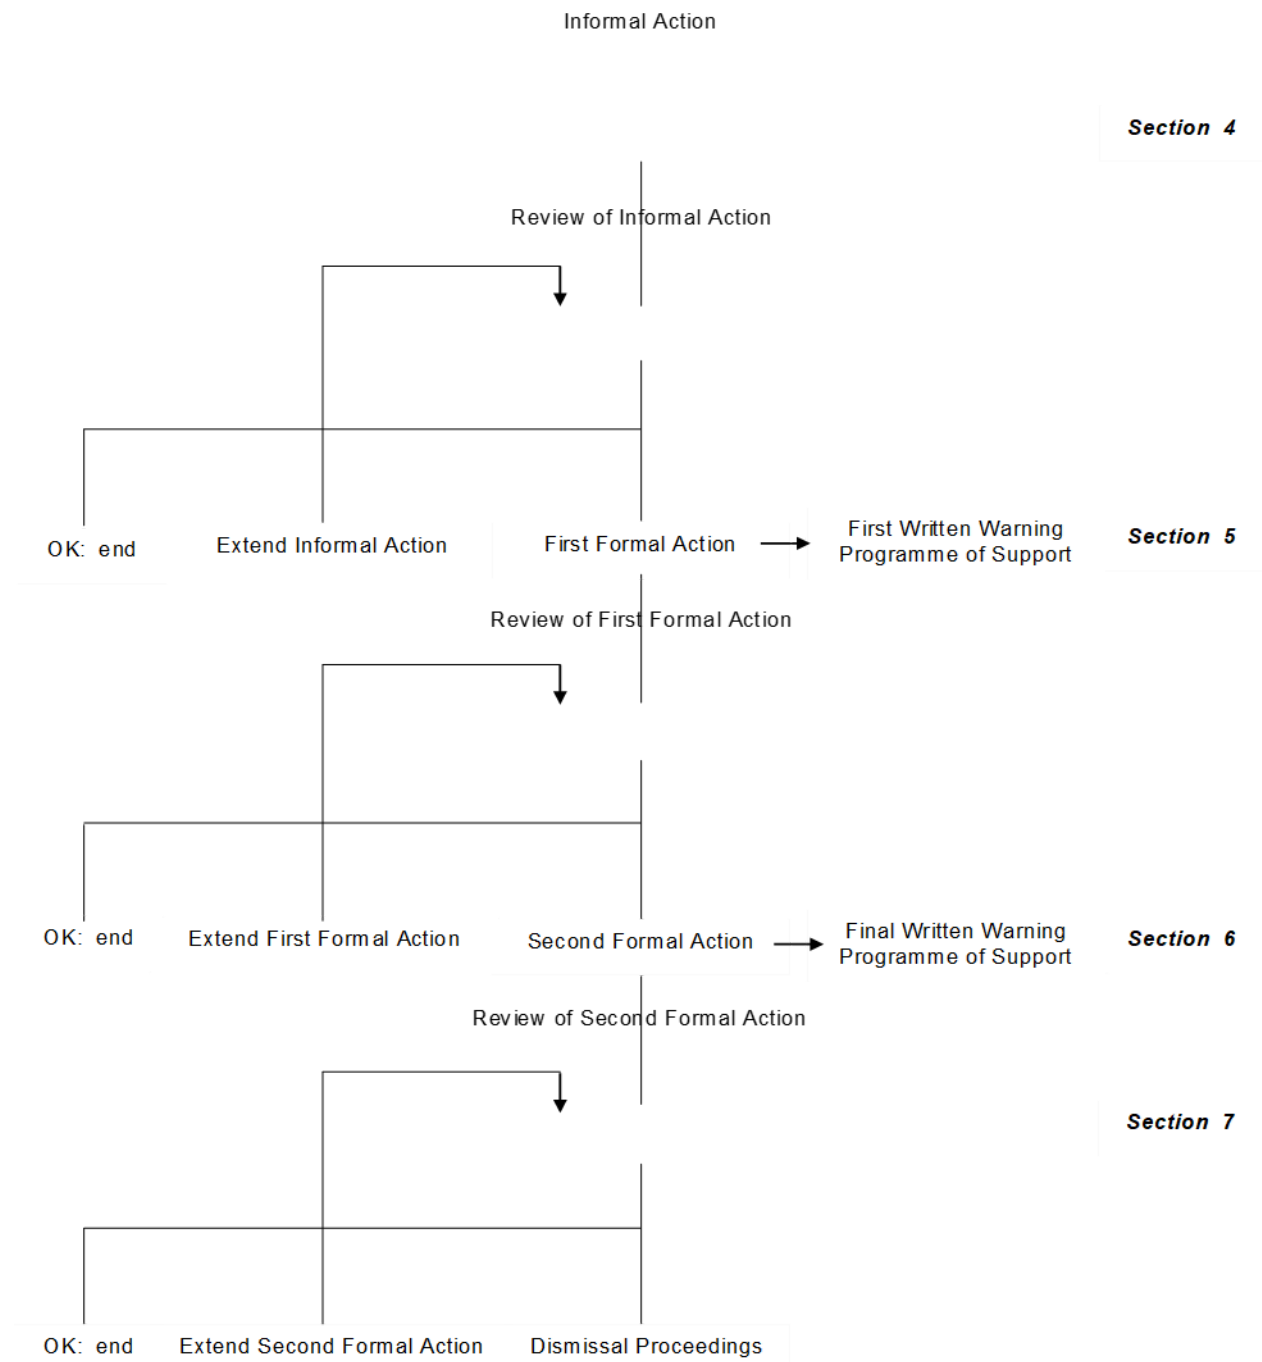 Informal Action
Section 4
Review of Informal Action
OK: end
Extend Informal Action
First Formal Action
First Written Warning
Programme of Support
Section 5
Review of First Formal Action
OK: end
Extend First Formal Action
Second Formal Action
Final Written Warning
Programme of Support
Section 6
Review of Second Formal Action
Section 7
OK: end
Extend Second Formal Action
Dismissal Proceedings